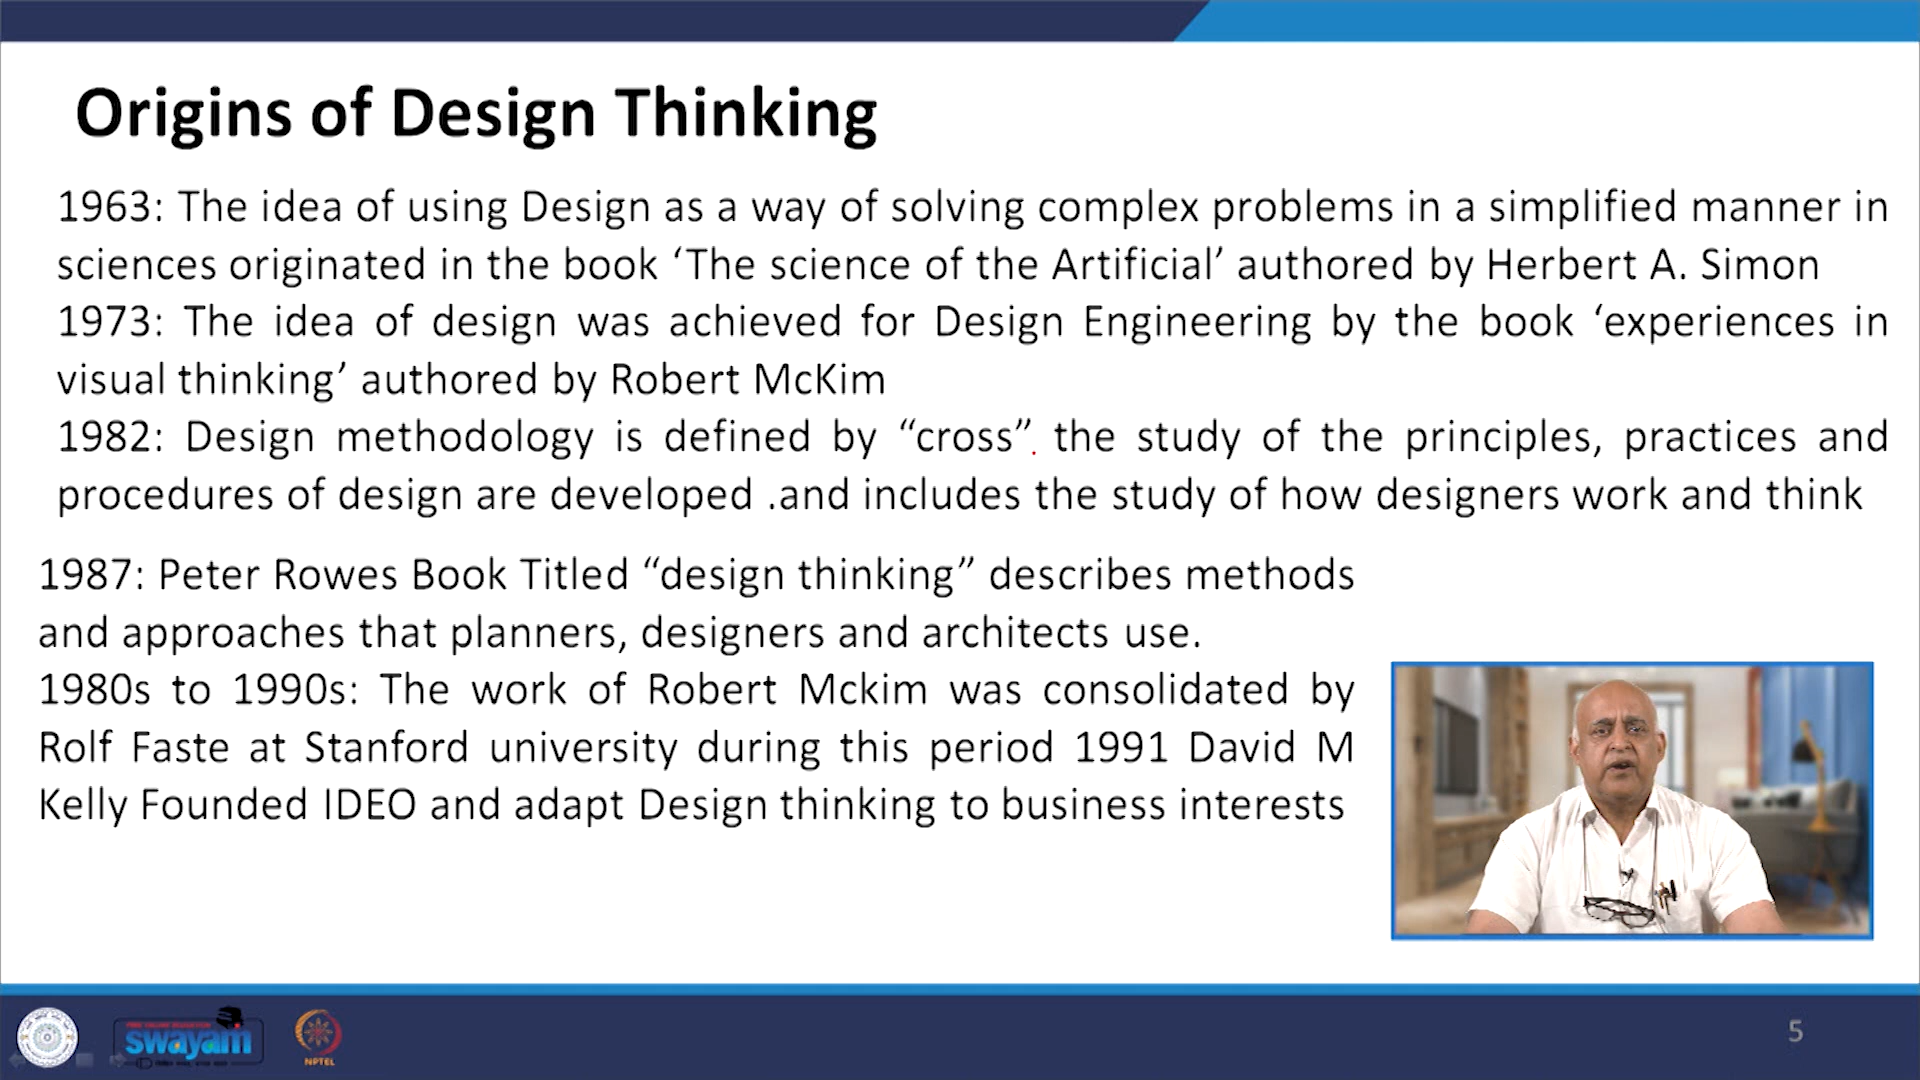 Origins of Design Thinking
1963: The idea of using Design as a way of solving complex problems in a simplified manner in
sciences originated in the book ‘The science of the Artificial’ authored by Herbert A. Simon
1973: The idea of design was achieved for Design Engineering by the book ‘experiences in
visual thinking’ authored by Robert McKim
1982: Design methodology is defined by “cross”. the study of the principles, practices and
procedures of design are developed .and includes the study of how designers work and think
1987: Peter Rowes Book Titled “design thinking” describes methods
and approaches that planners, designers and architects use.
1980s to 1990s: The work of Robert Mckim was consolidated by
Rolf Faste at Stanford university during this period 1991 David M
Kelly Founded IDEO and adapt Design thinking to business interests
swayam
NPTEL
5